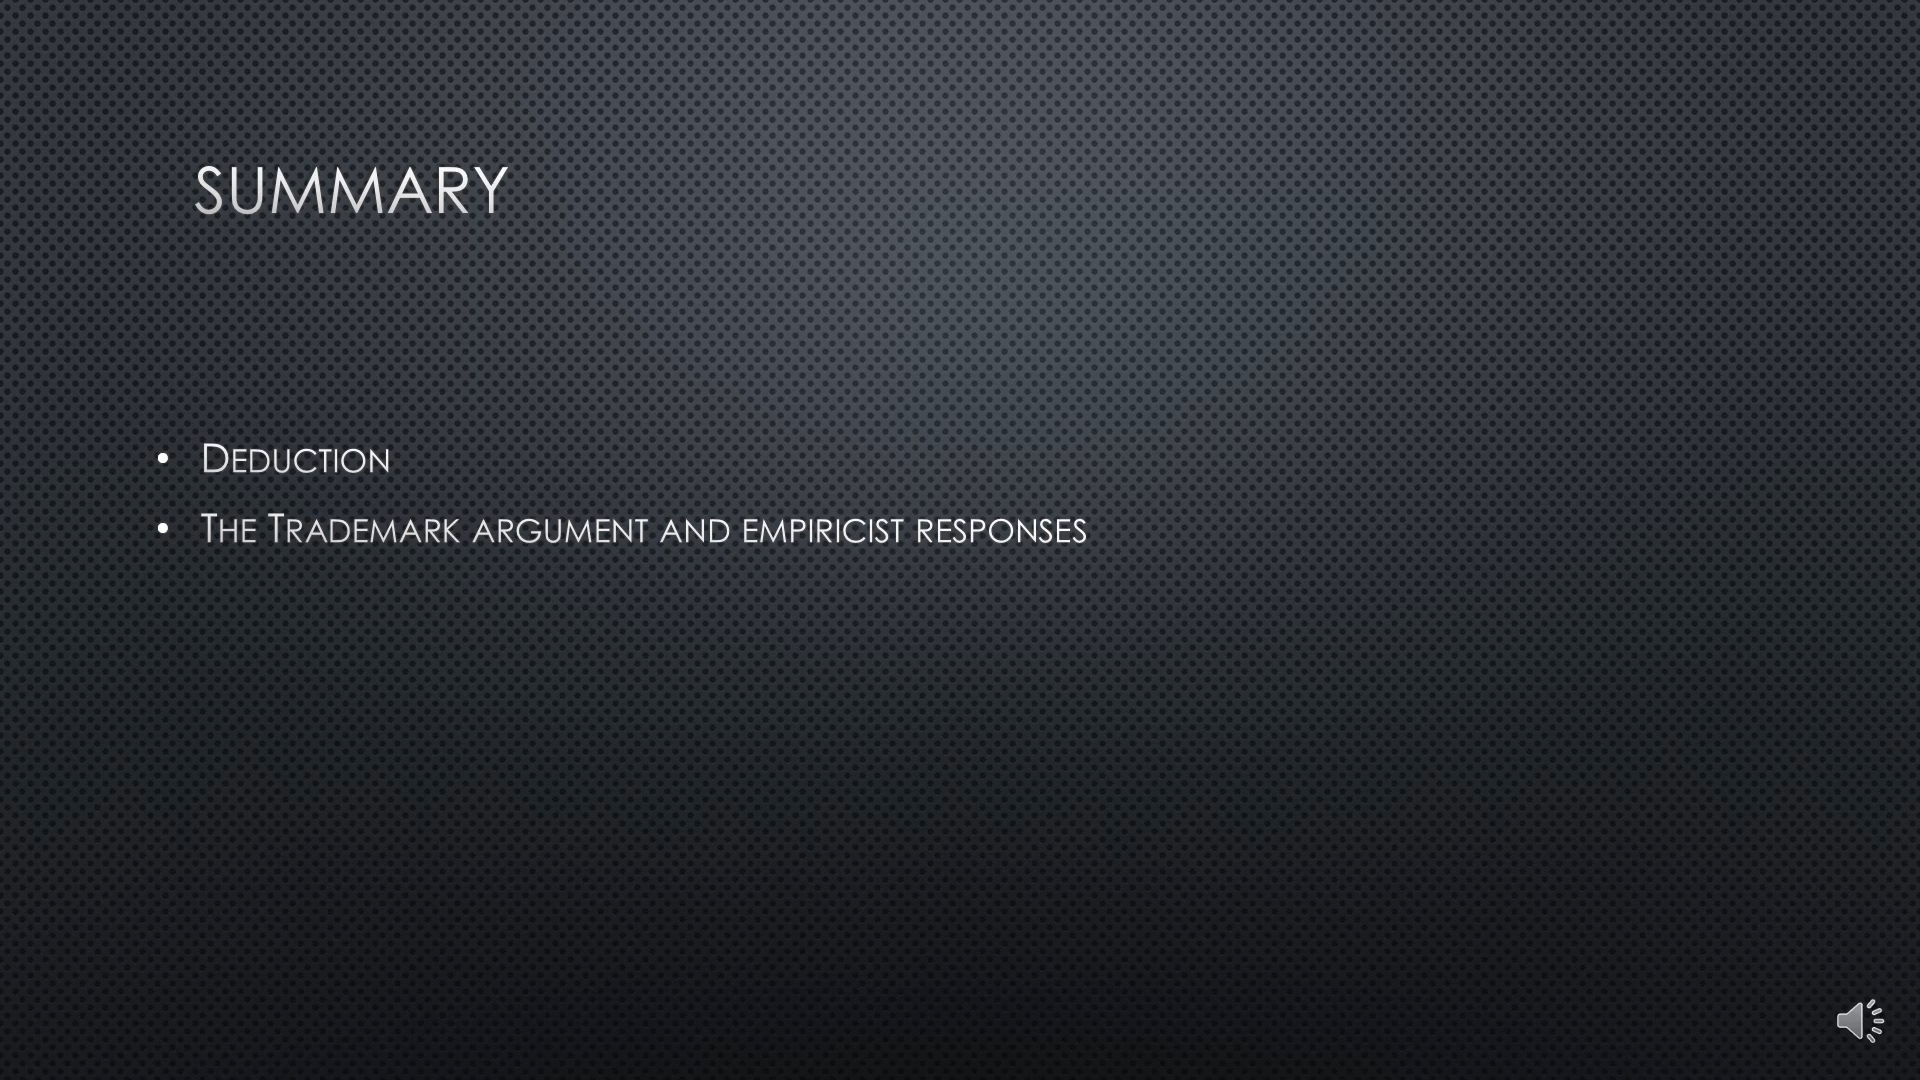 SUMMARY
• DEDUCTION
• THE TRADEMARK ARGUMENT AND EMPIRICIST RESPONSES